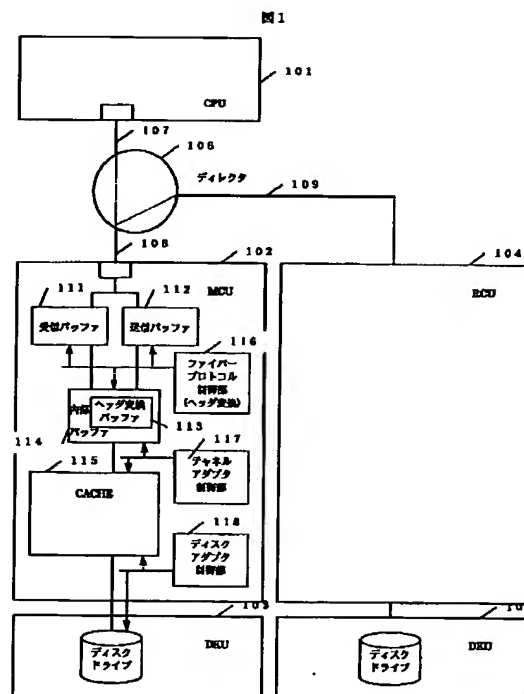 図1
101
CPU
107
106
ディレクタ
109
108
102
104
MCU
RCU
111
112
受信バッファ
送信バッファ
116
ファイバー
プロトコル
制御部
(ヘッダ変換)
内部
バッファ
ヘッダ変換
バッファ
113
114
117
115
チャネル
アダプタ
制御部
CACHE
118
ディスク
アダプタ
制御部
103
10
DKU
DKU
ディスク
ドライブ
ディスク
ドライブ